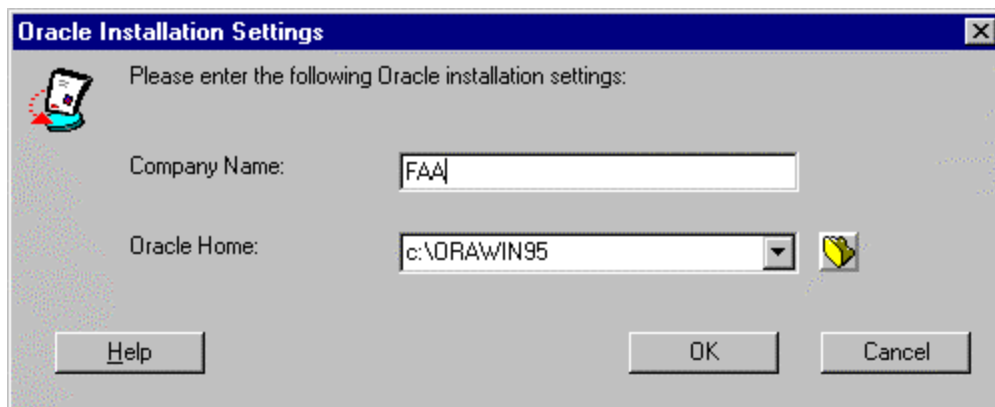 Oracle Installation Settings
Please enter the following Oracle installation settings:
Company Name: FAA
Oracle Home: c:\ORAWIN95
Help OK Cancel